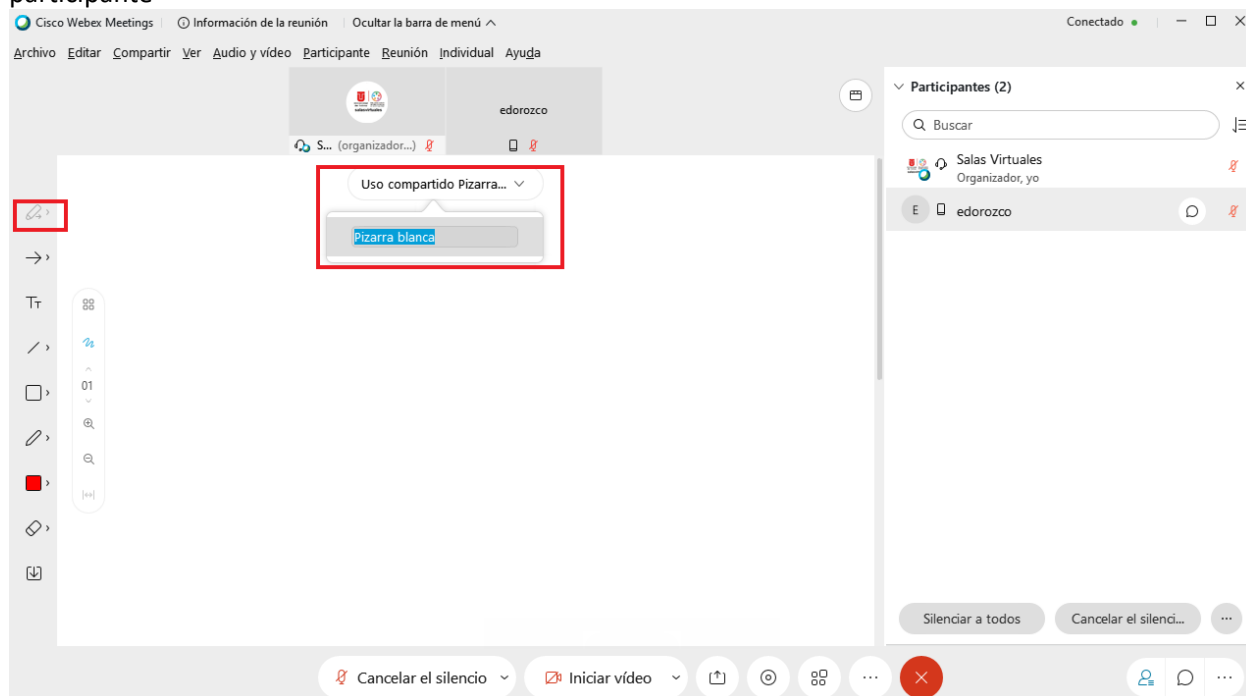 participante
Cisco Webex Meetings
Información de la reunión
Ocultar la barra de menú
Conectado
Archivo Editar Compartir Ver Audio y vídeo Participante Reunión Individual Ayuda
edorozco
S... (organizador...)
Participantes (2)
Buscar
Salas Virtuales
Organizador, yo
E edorozco
Uso compartido Pizarra...
Pizarra blanca
Tт
01
Silenciar a todos
Cancelar el silenci...
Cancelar el silencio
Iniciar vídeo